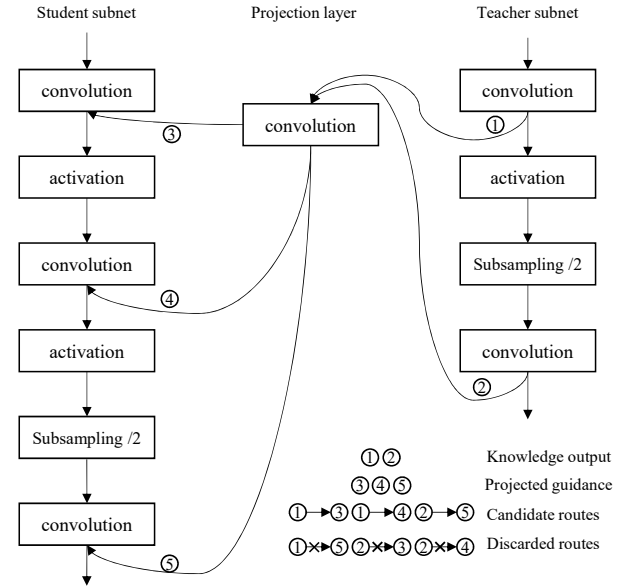 Student subnet
Projection layer
Teacher subnet
convolution
convolution
convolution
①
③
activation
activation
convolution
Subsampling /2
④
activation
convolution
②
Subsampling /2
①② Knowledge output
③④⑤ Projected guidance
①→③ ①→④ ②→⑤ Candidate routes
convolution
①×→⑤ ②×→③ ②×→④ Discarded routes
⑤